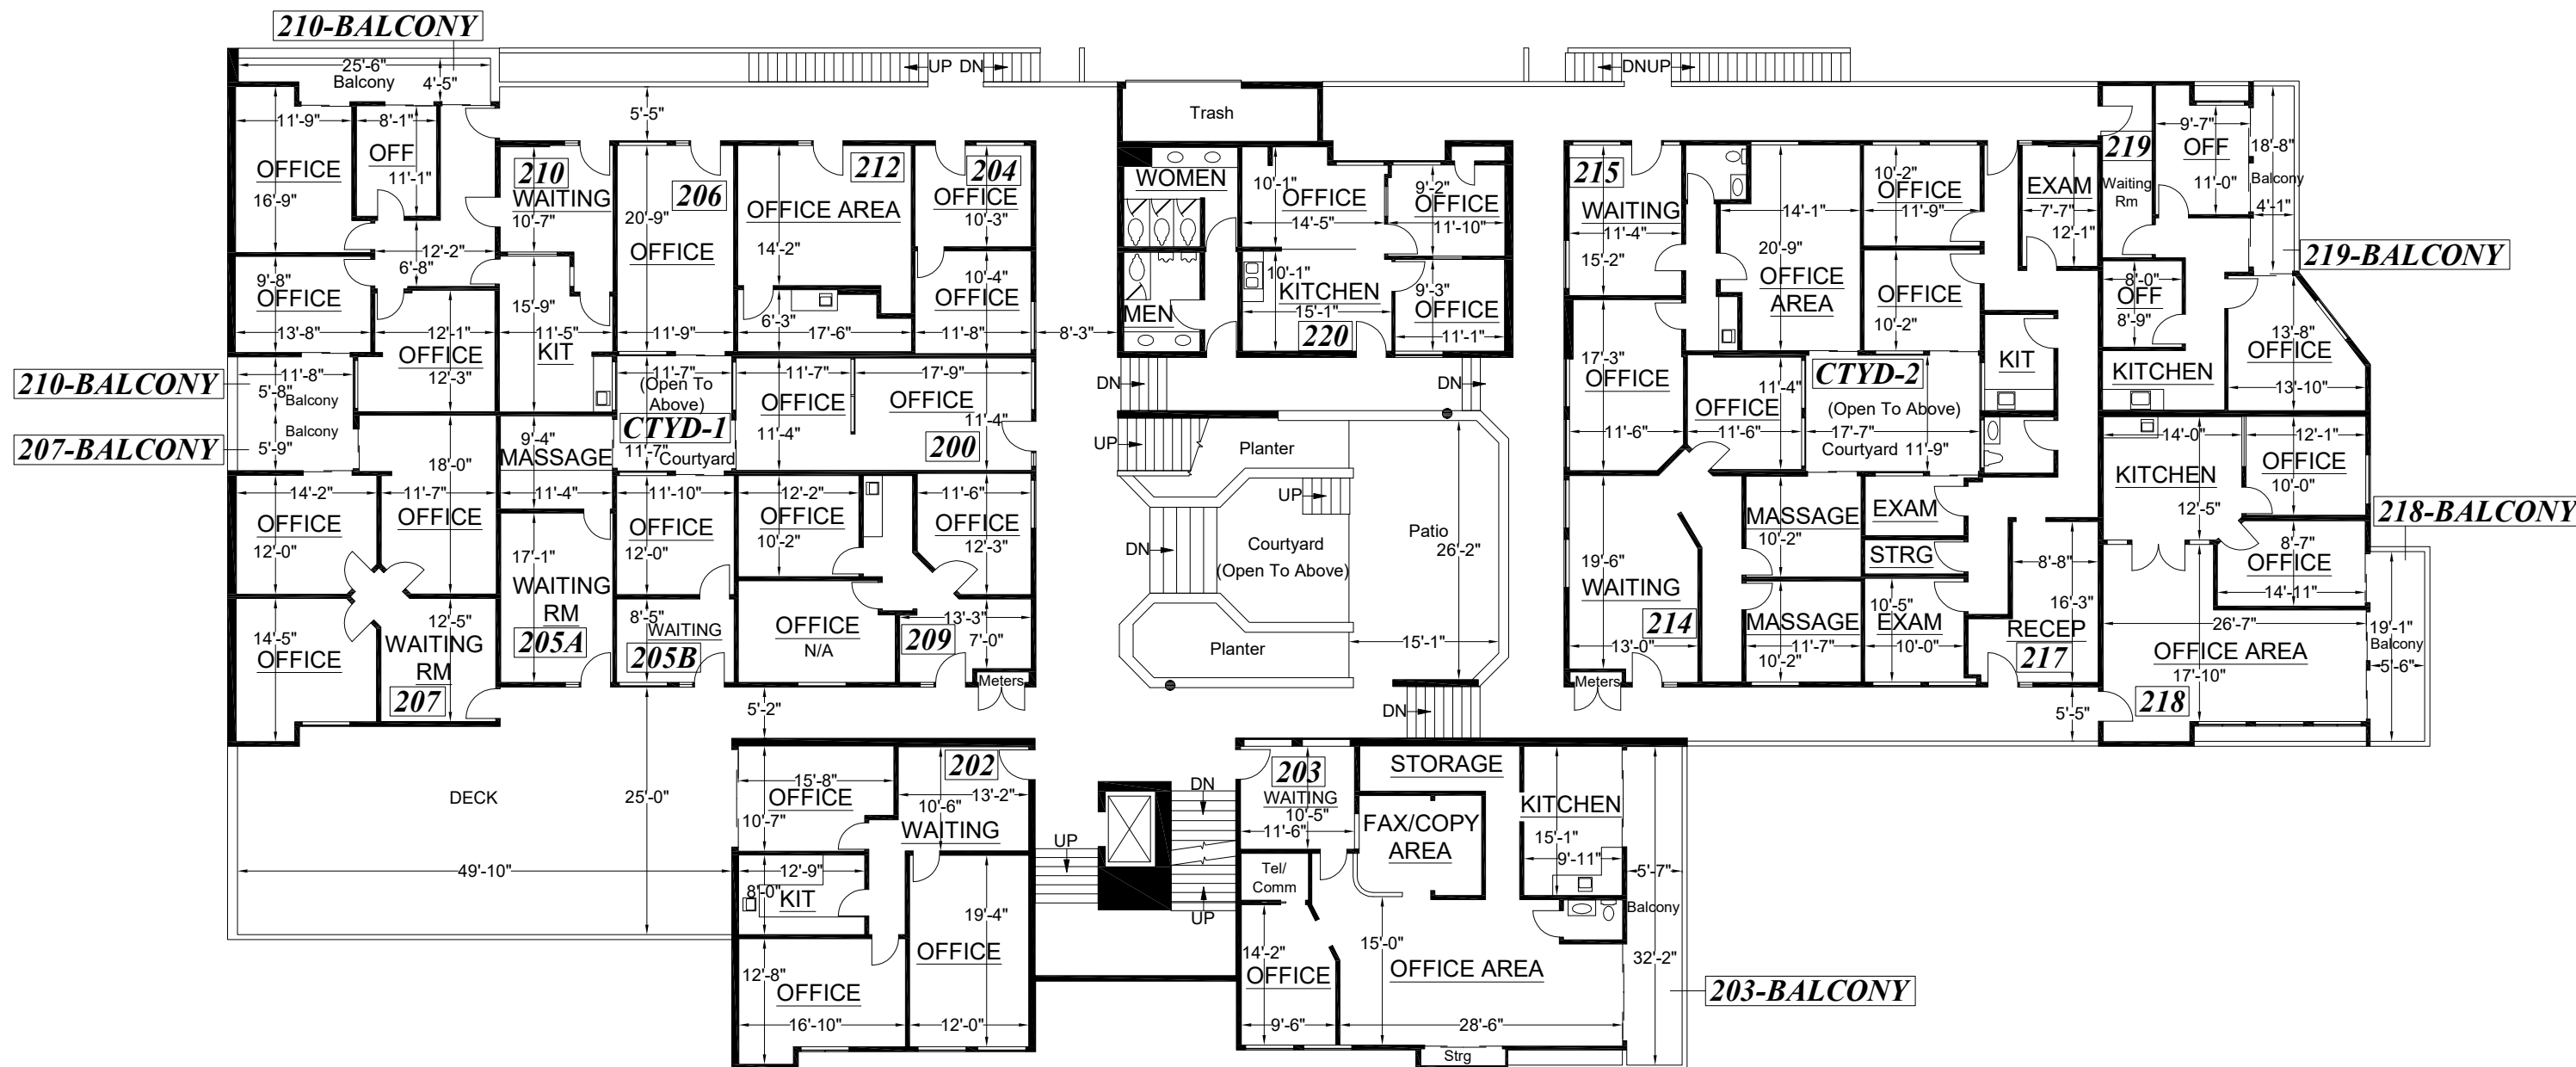 210-BALCONY
25'-6"
Balcony
4'-5"
UP DN
DN UP
11'-9"
8'-1"
OFF
11'-1"
OFFICE
16'-9"
5'-5"
210
WAITING
10'-7"
206
20'-9"
OFFICE
11'-9"
212
OFFICE AREA
14'-2"
6'-3"
17'-6"
204
OFFICE
10'-3"
10'-4"
OFFICE
11'-8"
12'-2"
6'-8"
9'-8"
OFFICE
13'-8"
12'-1"
OFFICE
12'-3"
15'-9"
11'-5"
KIT
8'-3"
Trash
WOMEN
MEN
10'-1"
OFFICE
14'-5"
9'-2"
OFFICE
11'-10"
10'-1"
KITCHEN
15'-1"
220
9'-3"
OFFICE
11'-1"
215
WAITING
11'-4"
15'-2"
14'-1"
20'-9"
OFFICE
AREA
10'-2"
OFFICE
11'-9"
OFFICE
10'-2"
EXAM
7'-7"
12'-1"
219
Waiting
Rm
9'-7"
OFF
11'-0"
18'-8"
Balcony
4'-1"
219-BALCONY
8'-0"
OFF
8'-9"
KITCHEN
13'-8"
OFFICE
13'-10"
KIT
210-BALCONY
11'-8"
5'-8"
Balcony
207-BALCONY
Balcony
5'-9"
11'-7"
(Open To
Above)
CTYD-1
11'-7"
Courtyard
11'-7"
OFFICE
11'-4"
17'-9"
OFFICE
11'-4"
200
DN
DN
UP
Planter
UP
DN
Courtyard
(Open To Above)
Patio
26'-2"
15'-1"
Planter
DN
17'-3"
OFFICE
11'-6"
11'-4"
OFFICE
11'-6"
CTYD-2
(Open To Above)
17'-7"
Courtyard
11'-9"
14'-0"
KITCHEN
12'-5"
12'-1"
OFFICE
10'-0"
218-BALCONY
8'-7"
OFFICE
14'-11"
26'-7"
OFFICE AREA
17'-10"
218
19'-1"
Balcony
5'-6"
14'-2"
OFFICE
12'-0"
18'-0"
11'-7"
OFFICE
9'-4"
MASSAGE
11'-4"
17'-1"
WAITING
RM
205A
11'-10"
OFFICE
12'-0"
8'-5"
WAITING
205B
12'-2"
OFFICE
10'-2"
11'-6"
OFFICE
12'-3"
OFFICE
N/A
209
13'-3"
7'-0"
Meters
14'-5"
OFFICE
12'-5"
WAITING
RM
207
19'-6"
WAITING
13'-0"
214
Meters
MASSAGE
10'-2"
MASSAGE
11'-7"
10'-2"
EXAM
STRG
10'-5"
EXAM
10'-0"
8'-8"
16'-3"
RECEP
217
5'-5"
5'-2"
DECK
25'-0"
49'-10"
15'-8"
OFFICE
10'-7"
202
13'-2"
10'-6"
WAITING
12'-9"
8'-0"
KIT
19'-4"
OFFICE
12'-0"
12'-8"
OFFICE
16'-10"
UP
DN
UP
203
WAITING
10'-5"
11'-6"
STORAGE
FAX/COPY
AREA
KITCHEN
15'-1"
9'-11"
Tel/
Comm
14'-2"
OFFICE
9'-6"
15'-0"
OFFICE AREA
28'-6"
Strg
5'-7"
Balcony
32'-2"
203-BALCONY